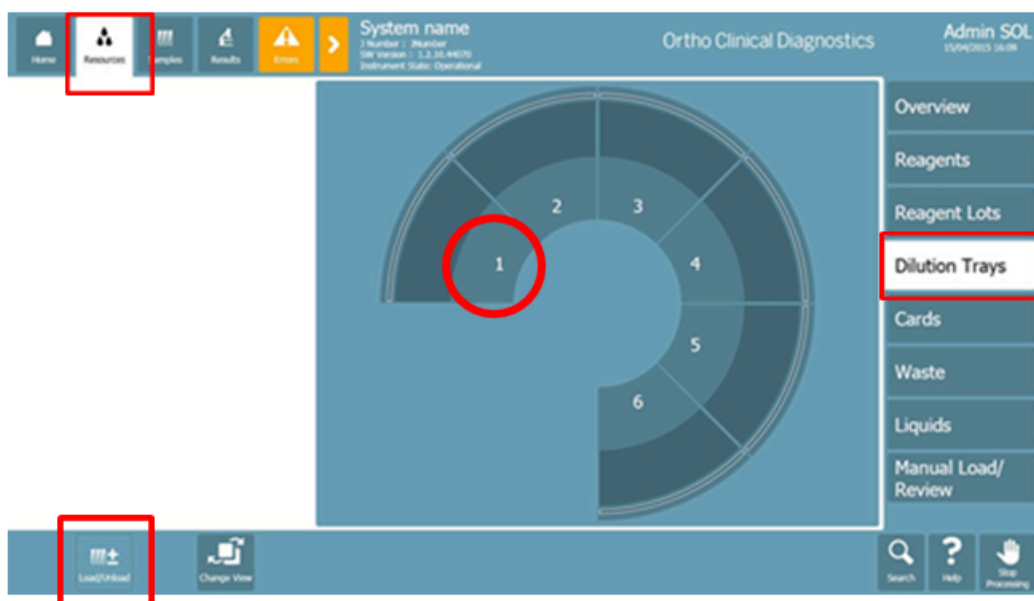 Home
Resources
Samples
Results
Errors
System name
J Number : JNumber
SW Version : 1.2.10.44070
Instrument State: Operational
Ortho Clinical Diagnostics
Admin SOL
15/04/2015 16:09
1
2
3
4
5
6
Overview
Reagents
Reagent Lots
Dilution Trays
Cards
Waste
Liquids
Manual Load/
Review
Load/Unload
Change View
Search
Help
Stop
Processing